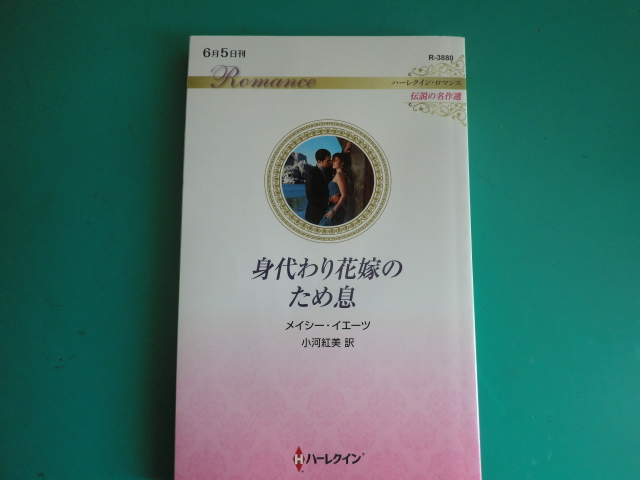 6月5日刊
R-3880
Romance
ハーレクイン・ロマンス
伝説の名作選
身代わり花嫁の
ため息
メイシー・イエーツ
小河紅美 訳
ハーレクイン®